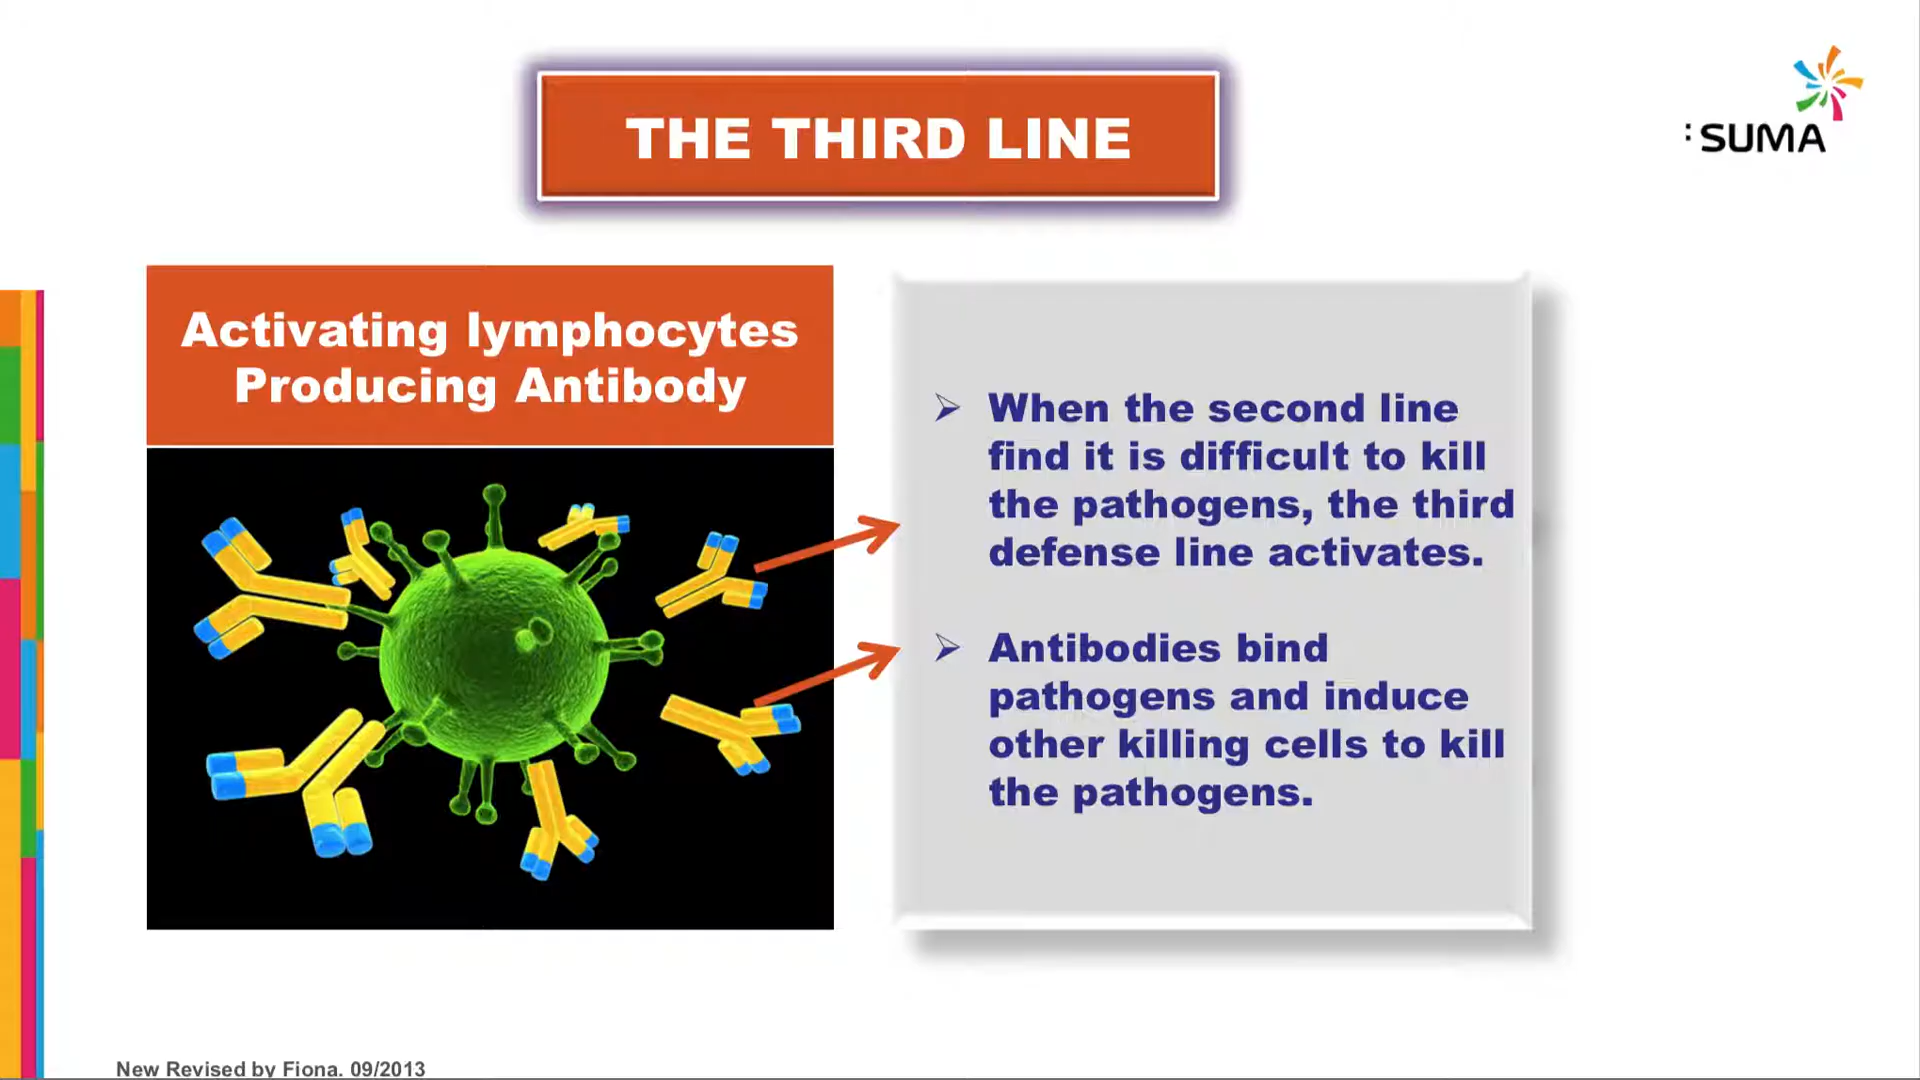 THE THIRD LINE
:SUMA
Activating lymphocytes
Producing Antibody
When the second line
find it is difficult to kill
the pathogens, the third
defense line activates.
Antibodies bind
pathogens and induce
other killing cells to kill
the pathogens.
New Revised by Fiona. 09/2013